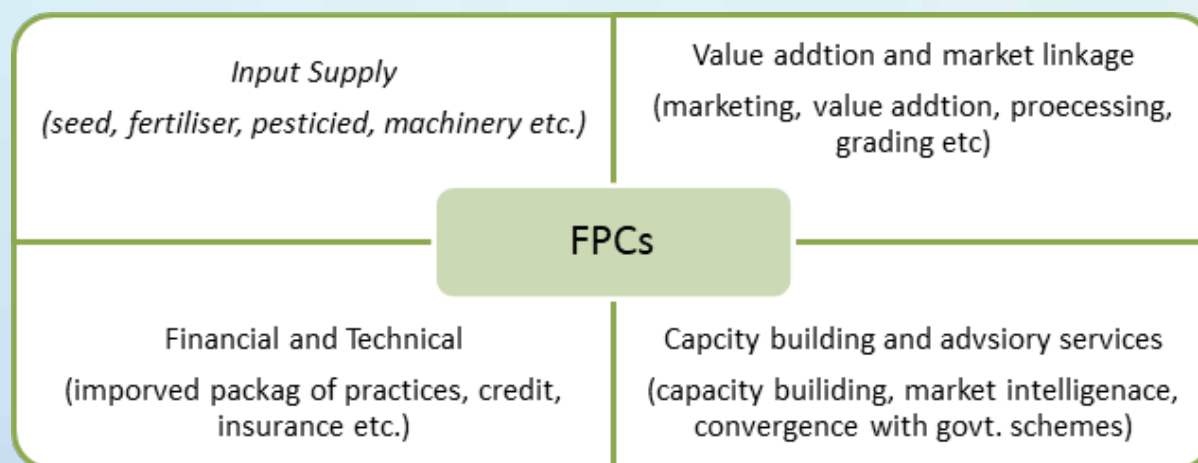 Input Supply
(seed, fertiliser, pesticied, machinery etc.)
Value addtion and market linkage
(marketing, value addtion, proecessing,
grading etc)
FPCs
Financial and Technical
(imporved packag of practices, credit,
insurance etc.)
Capcity building and advsiory services
(capacity builiding, market intelligenace,
convergence with govt. schemes)